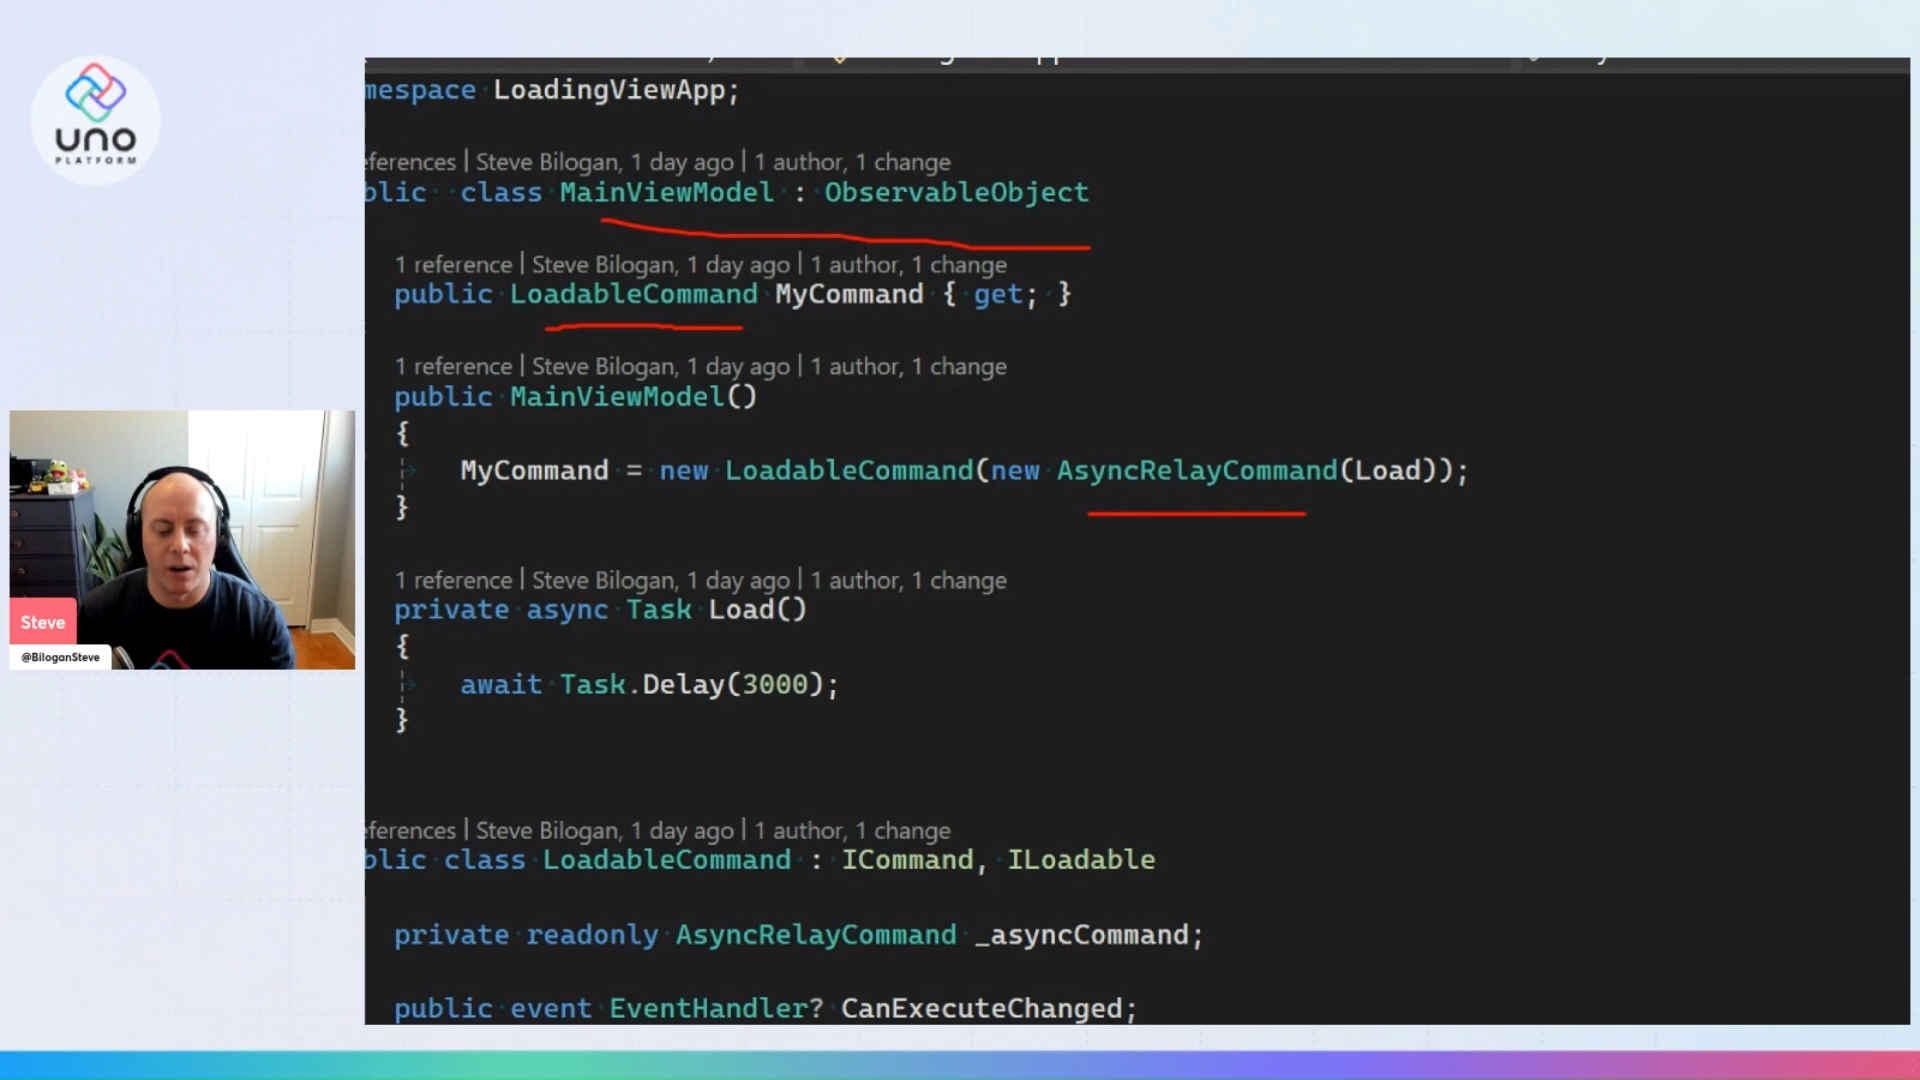 uno
PLATFORM
mespace LoadingViewApp;
eferences | Steve Bilogan, 1 day ago | 1 author, 1 change
blic class MainViewModel : ObservableObject
1 reference | Steve Bilogan, 1 day ago | 1 author, 1 change
public LoadableCommand MyCommand { get; }
1 reference | Steve Bilogan, 1 day ago | 1 author, 1 change
public MainViewModel()
{
MyCommand = new LoadableCommand(new AsyncRelayCommand(Load));
}
1 reference | Steve Bilogan, 1 day ago | 1 author, 1 change
private async Task Load()
{
await Task.Delay(3000);
}
eferences | Steve Bilogan, 1 day ago | 1 author, 1 change
blic class LoadableCommand : ICommand, ILoadable
private readonly AsyncRelayCommand _asyncCommand;
public event EventHandler? CanExecuteChanged;
Steve
@BiloganSteve